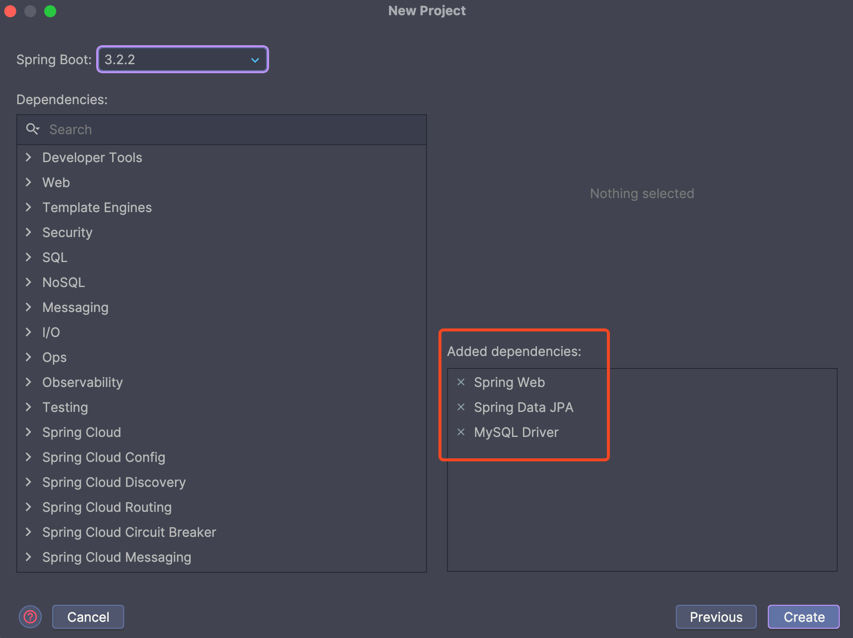 New Project
Spring Boot: 3.2.2
Dependencies:
Search
Developer Tools
Web
Template Engines
Security
SQL
NoSQL
Messaging
I/O
Ops
Observability
Testing
Spring Cloud
Spring Cloud Config
Spring Cloud Discovery
Spring Cloud Routing
Spring Cloud Circuit Breaker
Spring Cloud Messaging
Nothing selected
Added dependencies:
Spring Web
Spring Data JPA
MySQL Driver
? Cancel Previous Create